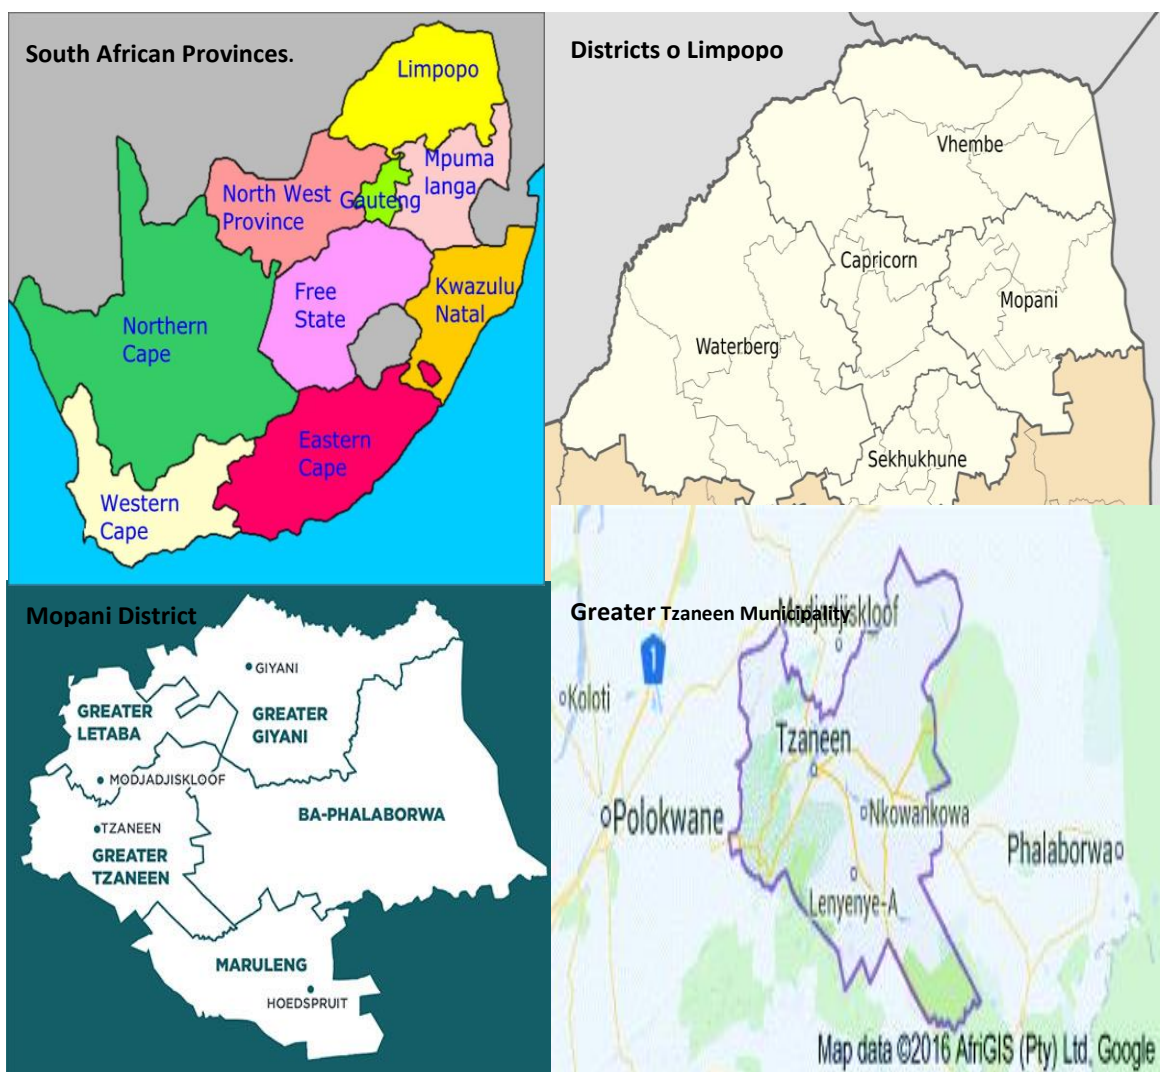 South African Provinces.
Limpopo
Mpuma
langa
North West
Province
Gauteng
Free
State
Kwazulu
Natal
Northern
Cape
Eastern
Cape
Western
Cape
Districts o Limpopo
Vhembe
Capricorn
Mopani
Waterberg
Sekhukhune
Mopani District
GIYANI
GREATER
LETABA
GREATER
GIYANI
MODJADJISKLOOF
BA-PHALABORWA
TZANEEN
GREATER
TZANEEN
MARULENG
HOEDSPRUIT
Greater Tzaneen Municipality
Modjadjiskloof
1
Koloti
Tzaneen
Polokwane
Nkowankowa
Phalaborwa
Lenyenye-A
Map data ©2016 AfriGIS (Pty) Ltd, Google